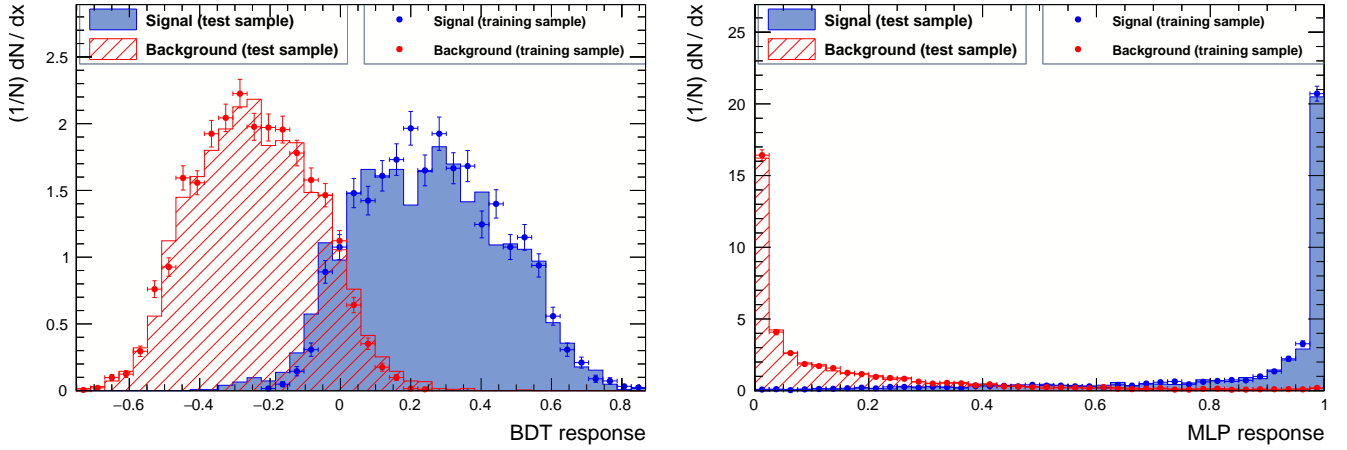 Signal (test sample)
Background (test sample)
Signal (training sample)
Background (training sample)
(1/N) dN / dx
2.5
2
1.5
1
0.5
0
−0.6 −0.4 −0.2 0 0.2 0.4 0.6 0.8
BDT response
Signal (test sample)
Background (test sample)
Signal (training sample)
Background (training sample)
(1/N) dN / dx
25
20
15
10
5
0
0 0.2 0.4 0.6 0.8 1
MLP response